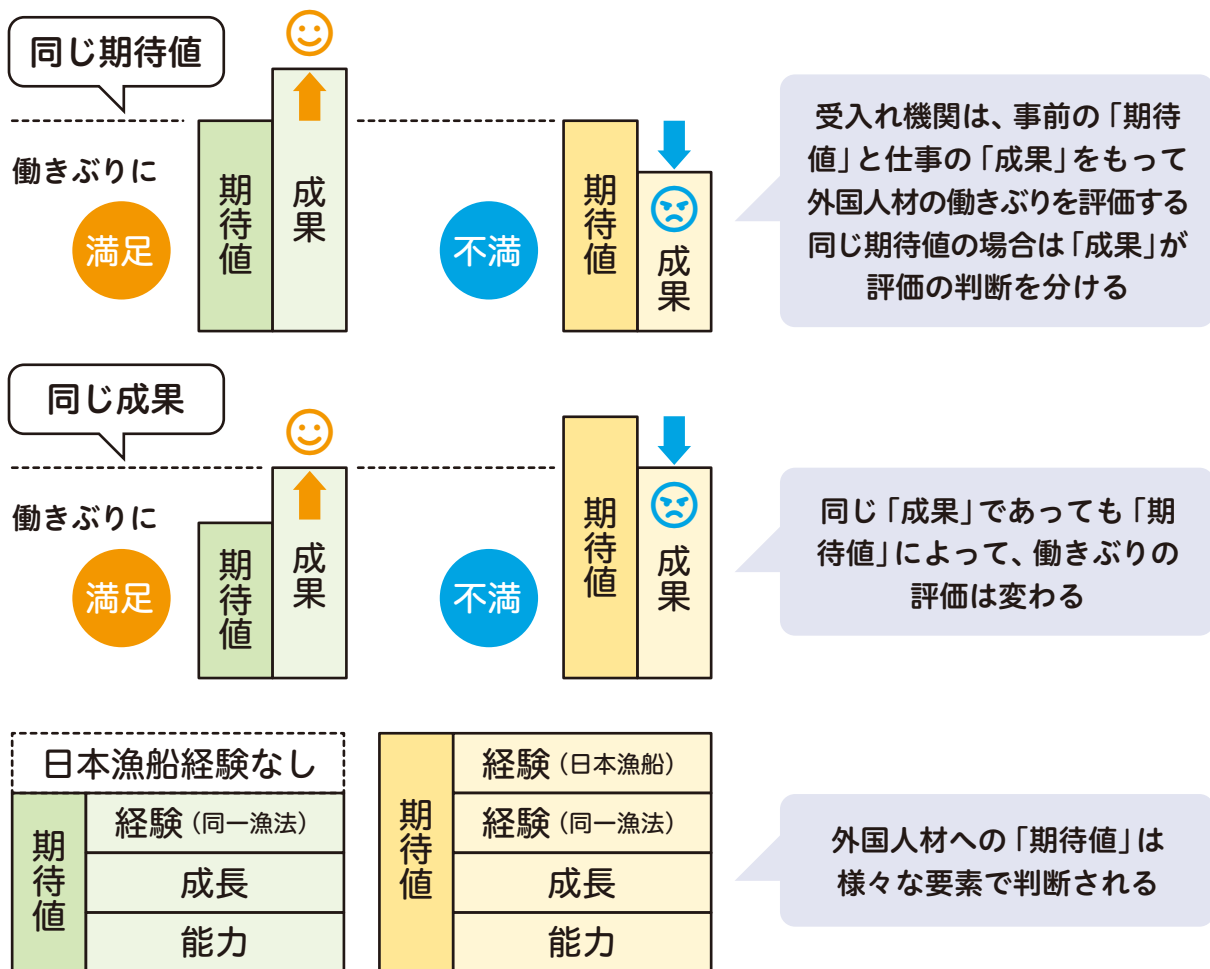 同じ期待値
働きぶりに
満足
期待値
成果
不満
期待値
成果
受入れ機関は、事前の「期待
値」と仕事の「成果」をもって
外国人材の働きぶりを評価する
同じ期待値の場合は「成果」が
評価の判断を分ける
同じ成果
働きぶりに
満足
期待値
成果
不満
期待値
成果
同じ「成果」であっても「期
待値」によって、働きぶりの
評価は変わる
日本漁船経験なし
期待値
経験（同一漁法）
成長
能力
期待値
経験（日本漁船）
経験（同一漁法）
成長
能力
外国人材への「期待値」は
様々な要素で判断される